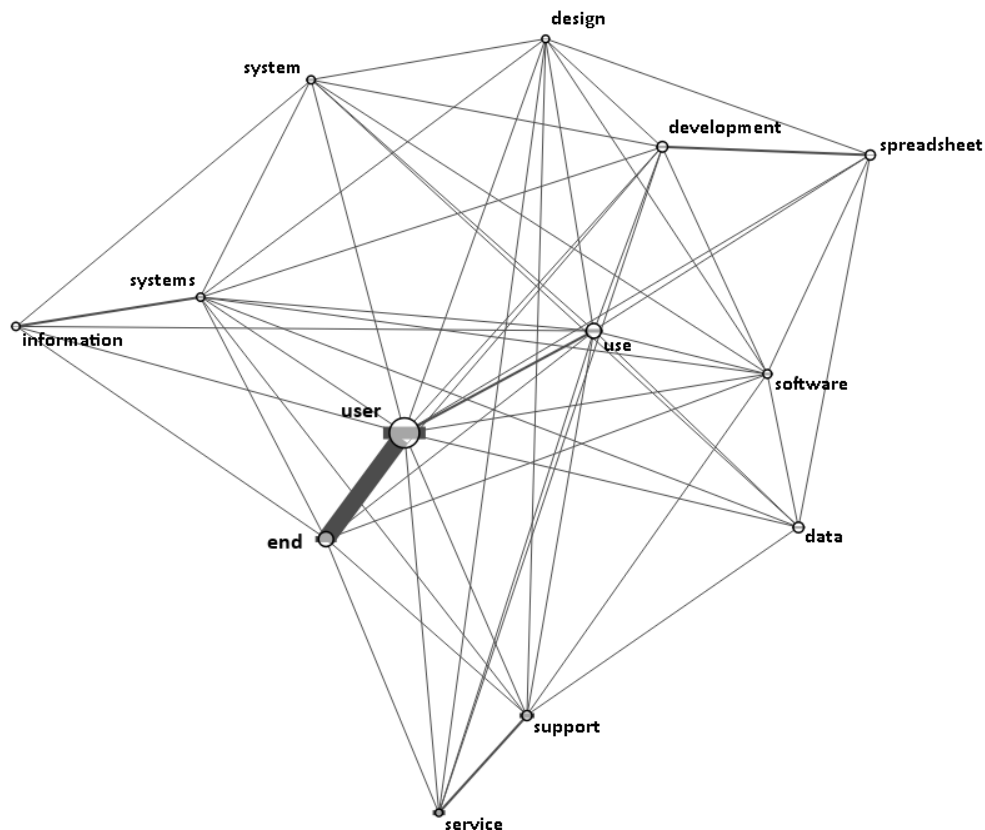 design
system
development
spreadsheet
systems
information
use
software
user
end
data
support
service